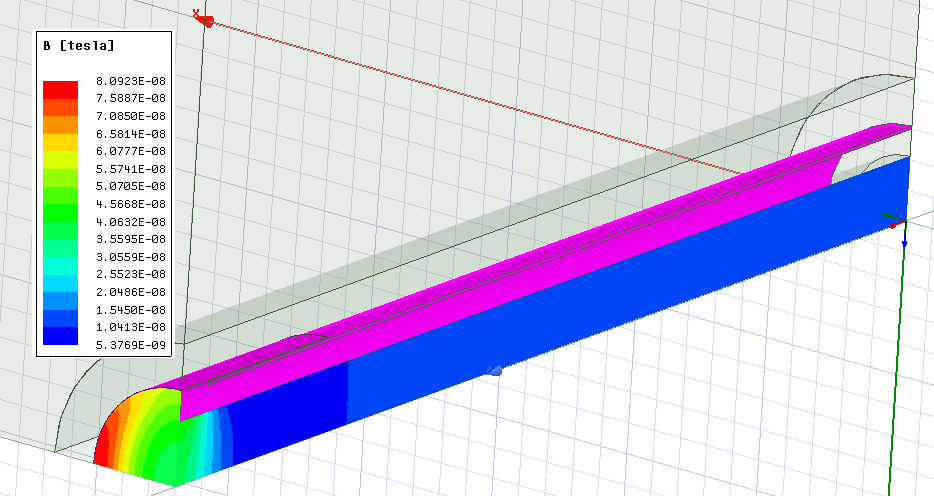 X
B [tesla]
8.0923E-08
7.5887E-08
7.0850E-08
6.5814E-08
6.0777E-08
5.5741E-08
5.0705E-08
4.5668E-08
4.0632E-08
3.5595E-08
3.0559E-08
2.5523E-08
2.0486E-08
1.5450E-08
1.0413E-08
5.3769E-09